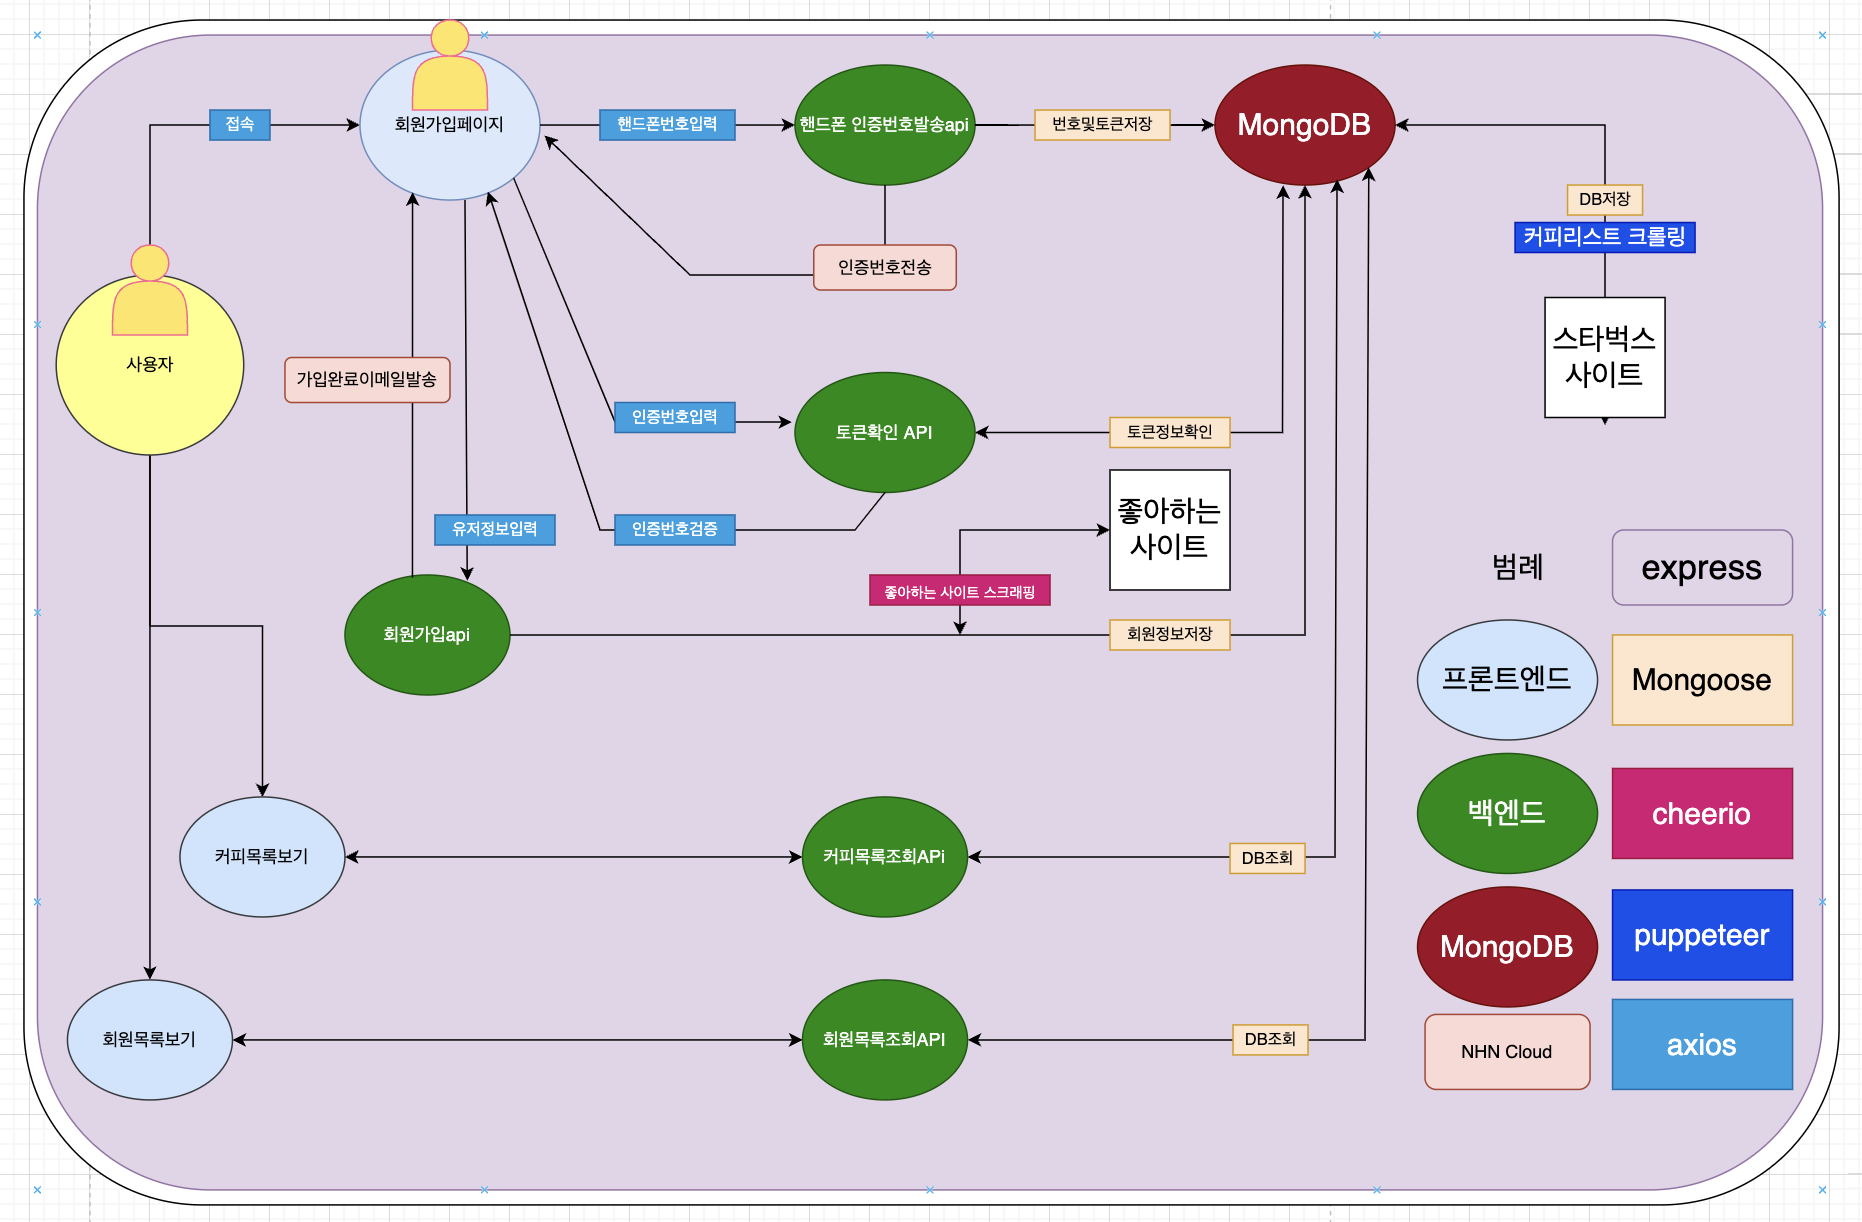 접속
회원가입페이지
핸드폰번호입력
핸드폰 인증번호발송api
번호및토큰저장
MongoDB
DB저장
커피리스트 크롤링
인증번호전송
스타벅스
사이트
사용자
가입완료이메일발송
인증번호입력
토큰확인 API
토큰정보확인
유저정보입력
인증번호검증
좋아하는
사이트
좋아하는 사이트 스크래핑
회원가입api
회원정보저장
범례
express
프론트엔드
Mongoose
백엔드
cheerio
커피목록보기
커피목록조회APi
DB조회
MongoDB
puppeteer
회원목록보기
회원목록조회API
DB조회
NHN Cloud
axios